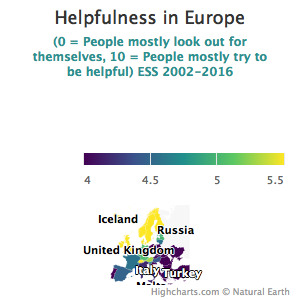 Helpfulness in Europe
(0 = People mostly look out for
themselves, 10 = People mostly try to
be helpful) ESS 2002-2016
4 4.5 5 5.5
Iceland
Russia
United Kingdom
Italy Turkey
Highcharts.com © Natural Earth